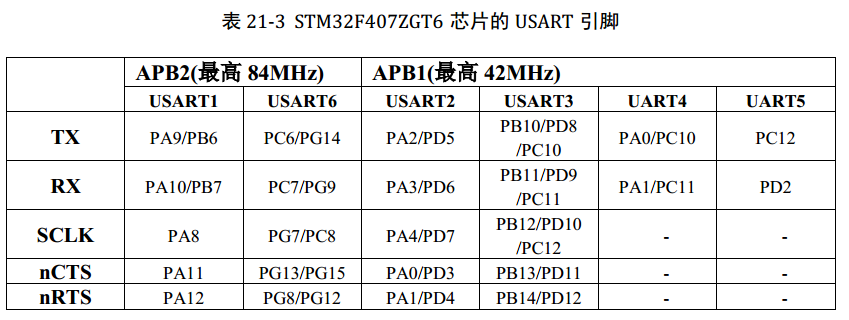 表 21-3 STM32F407ZGT6 芯片的 USART 引脚
APB2(最高 84MHz) APB1(最高 42MHz)
USART1 USART6 USART2 USART3 UART4 UART5
TX PA9/PB6 PC6/PG14 PA2/PD5 PB10/PD8 /PC10 PA0/PC10 PC12
RX PA10/PB7 PC7/PG9 PA3/PD6 PB11/PD9 /PC11 PA1/PC11 PD2
SCLK PA8 PG7/PC8 PA4/PD7 PB12/PD10 /PC12 - -
nCTS PA11 PG13/PG15 PA0/PD3 PB13/PD11 - -
nRTS PA12 PG8/PG12 PA1/PD4 PB14/PD12 - -